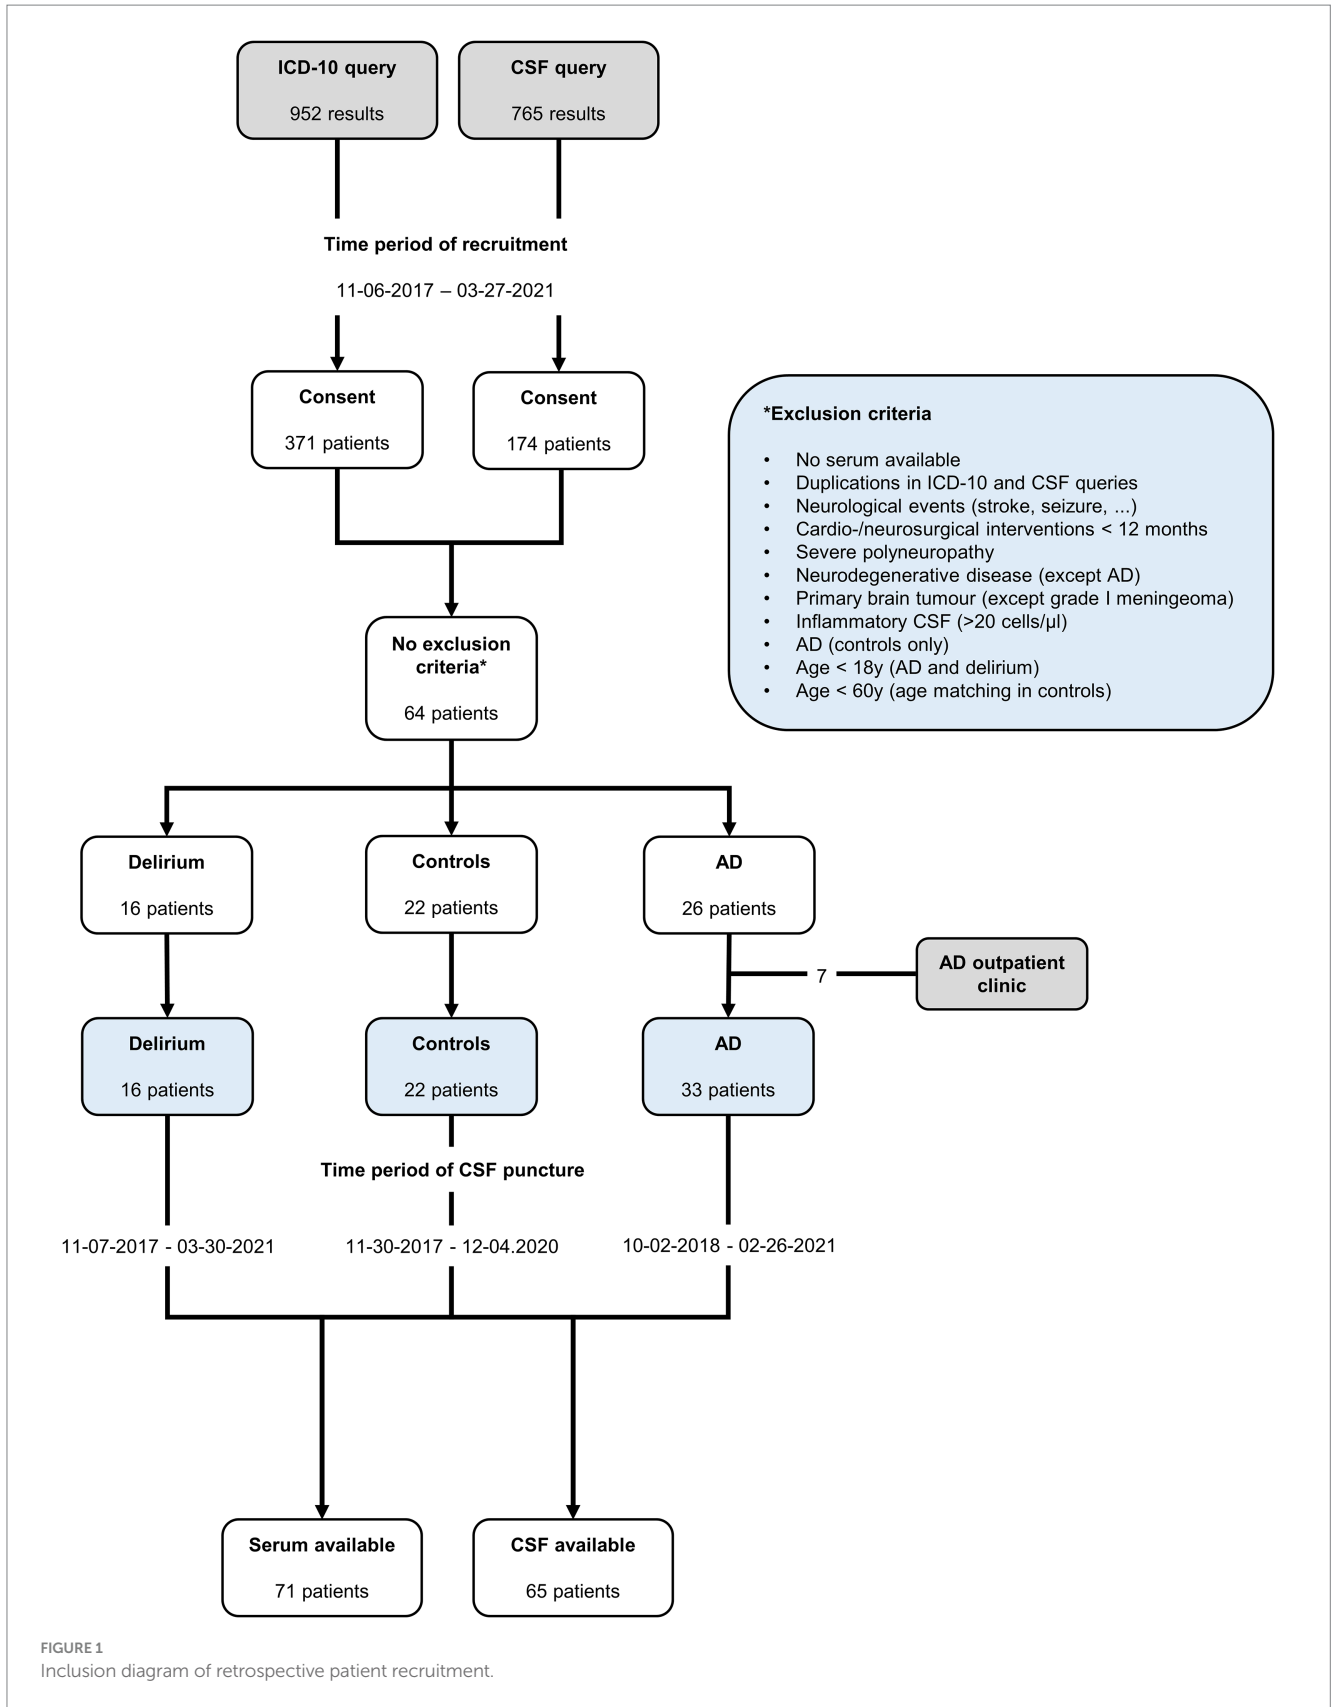 ICD-10 query
952 results
CSF query
765 results
Time period of recruitment
11-06-2017 – 03-27-2021
Consent
371 patients
Consent
174 patients
*Exclusion criteria
• No serum available
• Duplications in ICD-10 and CSF queries
• Neurological events (stroke, seizure, ...)
• Cardio-/neurosurgical interventions < 12 months
• Severe polyneuropathy
• Neurodegenerative disease (except AD)
• Primary brain tumour (except grade I meningeoma)
• Inflammatory CSF (>20 cells/µl)
• AD (controls only)
• Age < 18y (AD and delirium)
• Age < 60y (age matching in controls)
No exclusion
criteria*
64 patients
Delirium
16 patients
Controls
22 patients
AD
26 patients
7
AD outpatient
clinic
Delirium
16 patients
Controls
22 patients
AD
33 patients
Time period of CSF puncture
11-07-2017 - 03-30-2021
11-30-2017 - 12-04.2020
10-02-2018 - 02-26-2021
Serum available
71 patients
CSF available
65 patients
FIGURE 1
Inclusion diagram of retrospective patient recruitment.